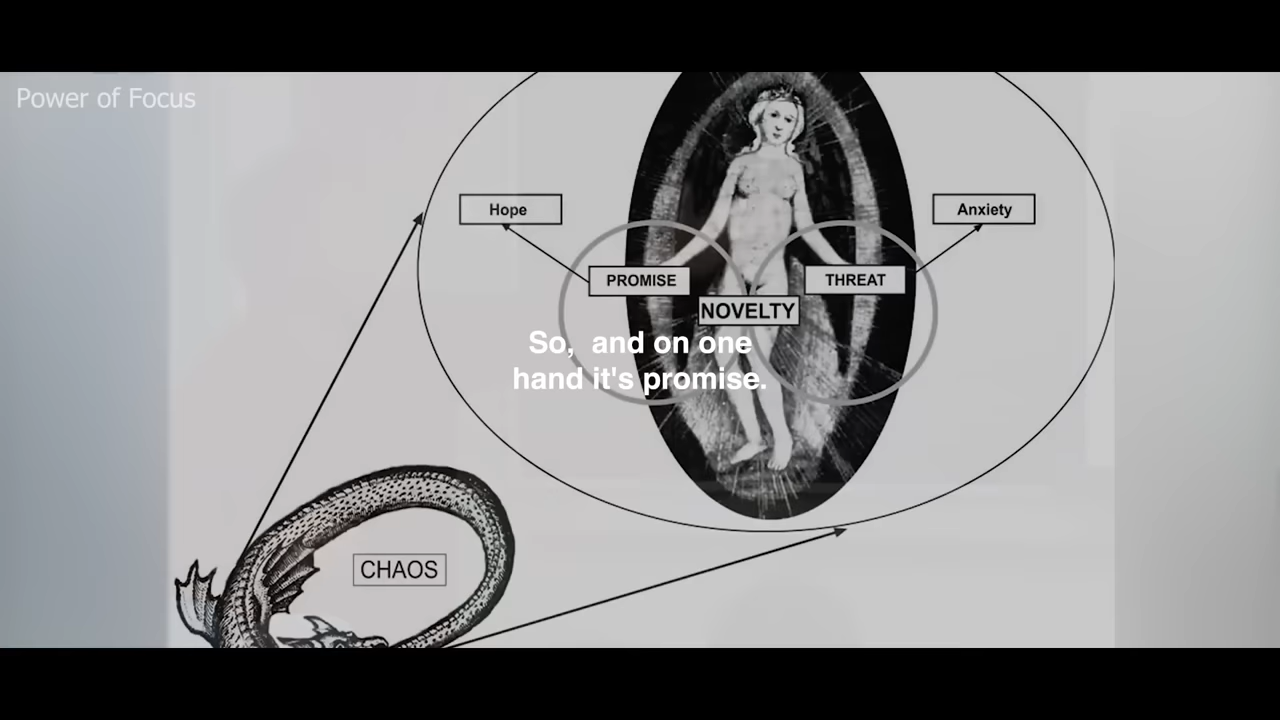 Power of Focus
Hope
Anxiety
PROMISE
THREAT
NOVELTY
So,  and on one
hand it's promise.
CHAOS